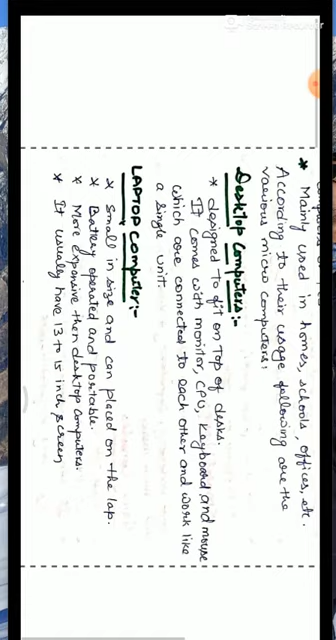 * Mainly used in homes, schools, offices, etc.
According to their usage following are the
various micro computers:
Desktop Computers:-
* designed to fit on Top of desks.
It comes with monitor, CPU, Keyboard and mouse
which are connected to each other and work like
a single unit.
LAPTOP Computer:-
* Small in size and can placed on the lap.
* Battery operated and portable.
* More expensive then desktop computers.
* It usually have 13 to 15 inch screen